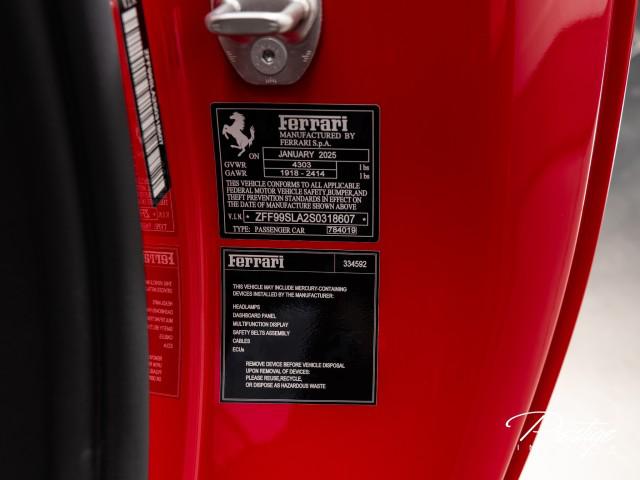 Ferrari
MANUFACTURED BY
FERRARI S.p.A.
ON JANUARY 2025
GVWR 4303 lbs
GAWR 1918 - 2414 lbs
THIS VEHICLE CONFORMS TO ALL APPLICABLE
FEDERAL MOTOR VEHICLE SAFETY,BUMPER,AND
THEFT PREVENTION STANDARDS IN EFFECT ON
THE DATE OF MANUFACTURE SHOWN ABOVE
V.I.N. * ZFF99SLA2S0318607 *
TYPE: PASSENGER CAR 784019
Ferrari 334592
THIS VEHICLE MAY INCLUDE MERCURY-CONTAINING
DEVICES INSTALLED BY THE MANUFACTURER:
HEADLAMPS
DASHBOARD PANEL
MULTIFUNCTION DISPLAY
SAFETY BELTS ASSEMBLY
CABLES
ECUs
REMOVE DEVICE BEFORE VEHICLE DISPOSAL
UPON REMOVAL OF DEVICES:
PLEASE REUSE,RECYCLE,
OR DISPOSE AS HAZARDOUS WASTE
Prestige